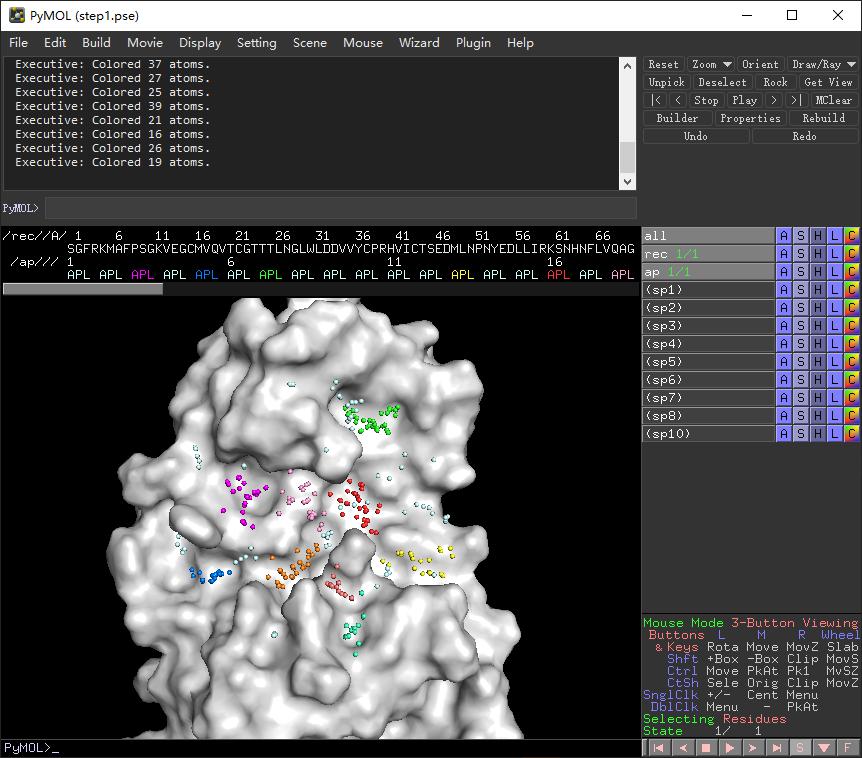 PyMOL (step1.pse)
File Edit Build Movie Display Setting Scene Mouse Wizard Plugin Help
Executive: Colored 37 atoms.
Executive: Colored 27 atoms.
Executive: Colored 25 atoms.
Executive: Colored 39 atoms.
Executive: Colored 21 atoms.
Executive: Colored 16 atoms.
Executive: Colored 26 atoms.
Executive: Colored 19 atoms.
PyMOL>
Reset Zoom Orient Draw/Ray
Unpick Deselect Rock Get View
|< < Stop Play > >| MClear
Builder Properties Rebuild
Undo Redo
/rec//A/ 1 6 11 16 21 26 31 36 41 46 51 56 61 66
SGFRKMAFPSGKVEGCMVQVTCGTTTLNGLWLDDVVYCPRHVICTSEDMLNPNYEDLLIRKSNHNFLVQAG
/ap/// 1 6 11 16
APL APL APL APL APL APL APL APL APL APL APL APL APL APL APL APL APL APL
all A S H L C
rec 1/1 A S H L C
ap 1/1 A S H L C
(sp1) A S H L C
(sp2) A S H L C
(sp3) A S H L C
(sp4) A S H L C
(sp5) A S H L C
(sp6) A S H L C
(sp7) A S H L C
(sp8) A S H L C
(sp10) A S H L C
Mouse Mode 3-Button Viewing
Buttons L M R Wheel
& Keys Rota Move MovZ Slab
Shft +Box -Box Clip MovS
Ctrl Move PkAt Pk1 MvSZ
CtSh Sele Orig Clip MovZ
SnglClk +/- Cent Menu
DblClk Menu - PkAt
Selecting Residues
State 1/ 1
PyMOL>_
S F